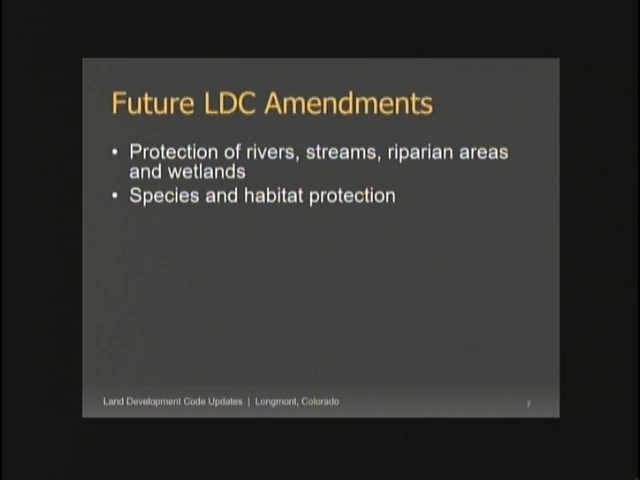 Future LDC Amendments
• Protection of rivers, streams, riparian areas
and wetlands
• Species and habitat protection
Land Development Code Updates | Longmont, Colorado
7